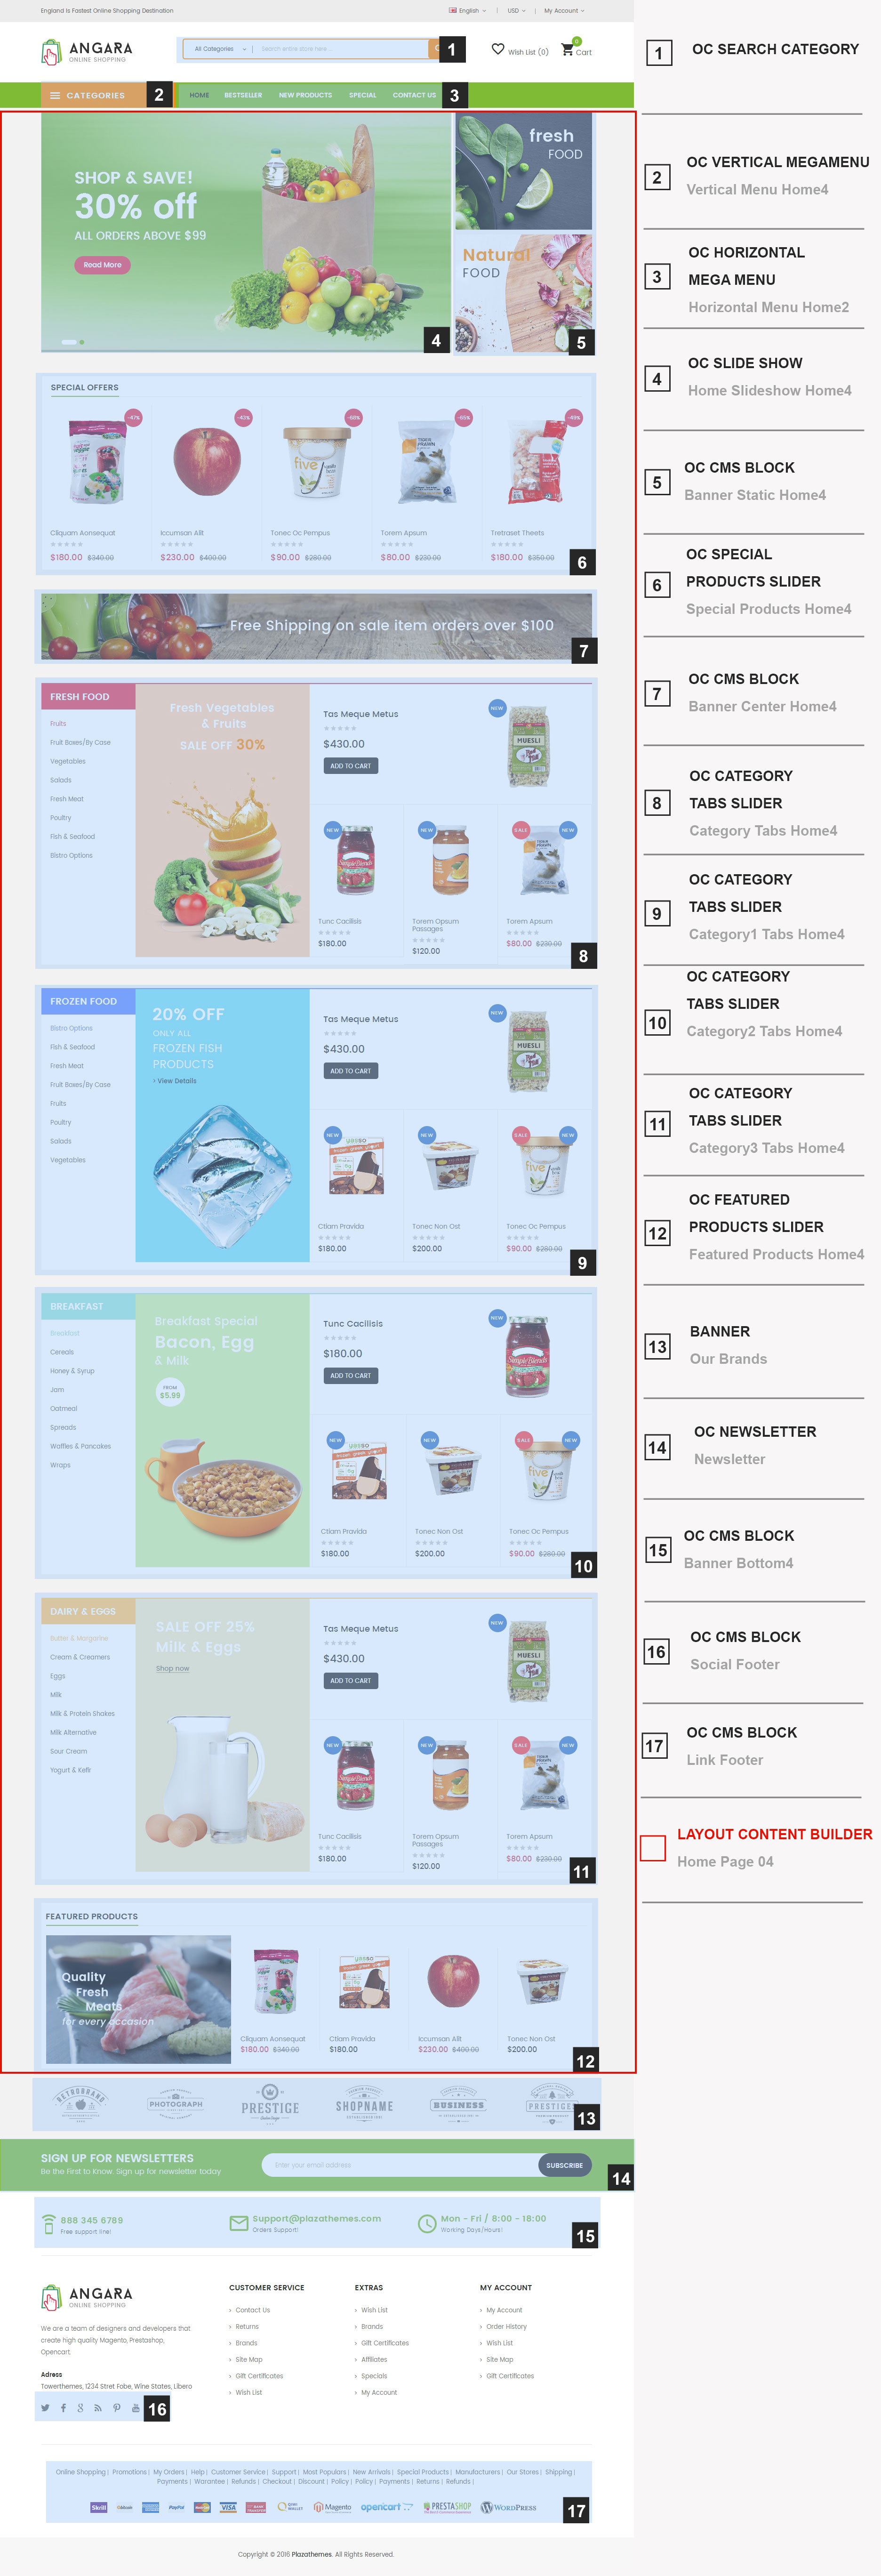 England is Fastest Online Shopping Destination
English
USD
My Account
ANGARA
ONLINE SHOPPING
All Categories
Search entire store here ...
1
Wish List (0)
0
Cart
CATEGORIES
2
HOME
BESTSELLER
NEW PRODUCTS
SPECIAL
CONTACT US
3
SHOP & SAVE!
30% off
ALL ORDERS ABOVE $99
Read More
4
fresh
FOOD
Natural
FOOD
5
SPECIAL OFFERS
-47%
Cliquam Aonsequat
$180.00 $340.00
Iccumsan Alit
$230.00 $400.00
Tonec Oc Pempus
$90.00 $280.00
Torem Apsum
$80.00 $230.00
Tretraset Theets
$180.00 $350.00
6
Free Shipping on sale item orders over $100
7
FRESH FOOD
Fruits
Fruit Boxes/By Case
Vegetables
Salads
Fresh Meat
Poultry
Fish & Seafood
Bistro Options
Fresh Vegetables
& Fruits
SALE OFF 30%
Tas Meque Metus
$430.00
ADD TO CART
NEW
MUESLI
NEW
NEW
SALE
NEW
Tunc Cacilisis
$180.00
Torem Opsum
Passages
$120.00
Torem Apsum
$80.00 $230.00
8
FROZEN FOOD
Bistro Options
Fish & Seafood
Fresh Meat
Fruit Boxes/By Case
Fruits
Poultry
Salads
Vegetables
20% OFF
ONLY ALL
FROZEN FISH
PRODUCTS
> View Details
Tas Meque Metus
$430.00
ADD TO CART
NEW
MUESLI
NEW
NEW
SALE
NEW
Ctiam Pravida
$180.00
Tonec Non Ost
$200.00
Tonec Oc Pempus
$90.00 $280.00
9
BREAKFAST
Breakfast
Cereals
Honey & Syrup
Jam
Oatmeal
Spreads
Waffles & Pancakes
Wraps
Breakfast Special
Bacon, Egg
& Milk
FROM
$5.99
Tunc Cacilisis
$180.00
ADD TO CART
NEW
NEW
NEW
SALE
NEW
Ctiam Pravida
$180.00
Tonec Non Ost
$200.00
Tonec Oc Pempus
$90.00 $280.00
10
DAIRY & EGGS
Butter & Margarine
Cream & Creamers
Eggs
Milk
Milk & Protein Shakes
Milk Alternative
Sour Cream
Yogurt & Kefir
SALE OFF 25%
Milk & Eggs
Shop now
Tas Meque Metus
$430.00
ADD TO CART
NEW
MUESLI
NEW
NEW
SALE
NEW
Tunc Cacilisis
$180.00
Torem Opsum
Passages
$120.00
Torem Apsum
$80.00 $230.00
11
FEATURED PRODUCTS
Quality
Fresh
Meats
for every occasion
Cliquam Aonsequat
$180.00 $340.00
Ctiam Pravida
$180.00
Iccumsan Alit
$230.00 $400.00
Tonec Non Ost
$200.00
12
RETROBRAND
PHOTOGRAPH
PRESTIGE
SHOPNAME
BUSINESS
PRESTIGE
13
SIGN UP FOR NEWSLETTERS
Be the First to Know. Sign up for newsletter today
Enter your email address
SUBSCRIBE
14
888 345 6789
Free support line!
Support@plazathemes.com
Orders Support!
Mon - Fri / 8:00 - 18:00
Working Days/Hours!
15
ANGARA
ONLINE SHOPPING
We are a team of designers and developers that
create high quality Magento, Prestashop,
Opencart.
Adress
Towerthemes, 1234 Stret Fobe, Wine States, Libero
16
CUSTOMER SERVICE
Contact Us
Returns
Brands
Site Map
Gift Certificates
Wish List
EXTRAS
Wish List
Brands
Gift Certificates
Affiliates
Specials
My Account
MY ACCOUNT
My Account
Order History
Wish List
Site Map
Gift Certificates
Online Shopping | Promotions | My Orders | Help | Customer Service | Support | Most Populars | New Arrivals | Special Products | Manufacturers | Our Stores | Shipping |
Payments | Warantee | Refunds | Checkout | Discount | Policy | Policy | Payments | Returns | Refunds |
Skrill
PayPal
VISA
Magento
opencart
PRESTASHOP
WORDPRESS
17
Copyright © 2016 Plazathemes. All Rights Reserved.
1
OC SEARCH CATEGORY
2
OC VERTICAL MEGAMENU
Vertical Menu Home4
3
OC HORIZONTAL
MEGA MENU
Horizontal Menu Home2
4
OC SLIDE SHOW
Home Slideshow Home4
5
OC CMS BLOCK
Banner Static Home4
6
OC SPECIAL
PRODUCTS SLIDER
Special Products Home4
7
OC CMS BLOCK
Banner Center Home4
8
OC CATEGORY
TABS SLIDER
Category Tabs Home4
9
OC CATEGORY
TABS SLIDER
Category1 Tabs Home4
10
OC CATEGORY
TABS SLIDER
Category2 Tabs Home4
11
OC CATEGORY
TABS SLIDER
Category3 Tabs Home4
12
OC FEATURED
PRODUCTS SLIDER
Featured Products Home4
13
BANNER
Our Brands
14
OC NEWSLETTER
Newsletter
15
OC CMS BLOCK
Banner Bottom4
16
OC CMS BLOCK
Social Footer
17
OC CMS BLOCK
Link Footer
LAYOUT CONTENT BUILDER
Home Page 04